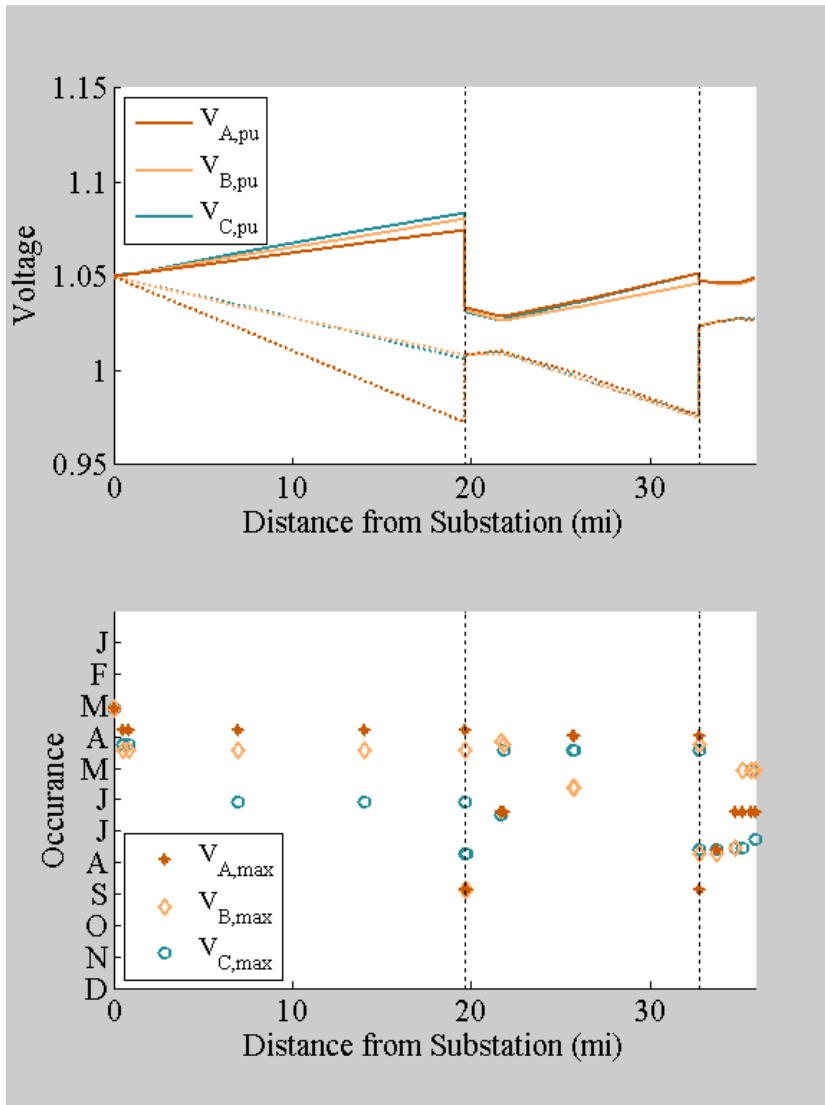 1.15
1.1
1.05
1
0.95
Voltage
V_A,pu
V_B,pu
V_C,pu
0 10 20 30
Distance from Substation (mi)
J
F
M
A
M
J
J
A
S
O
N
D
Occurance
V_A,max
V_B,max
V_C,max
0 10 20 30
Distance from Substation (mi)